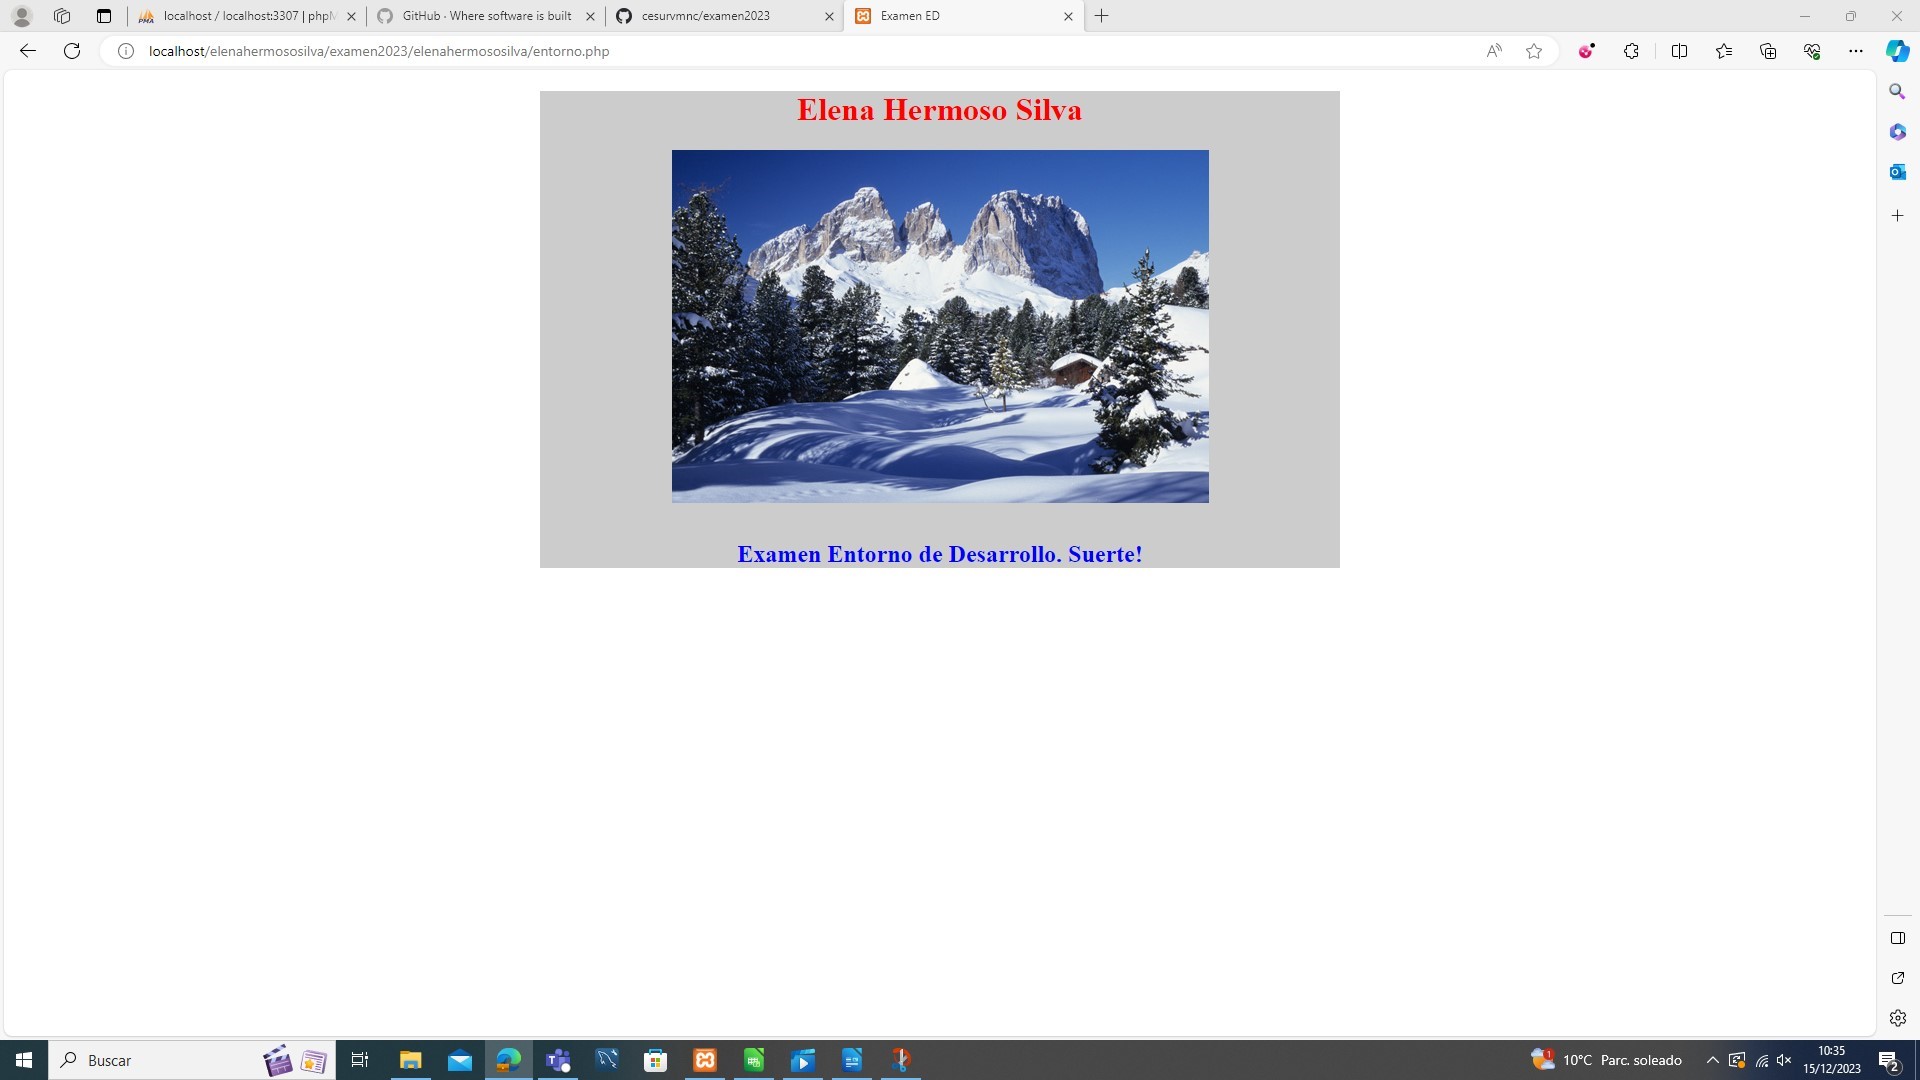 localhost / localhost:3307 | phpM
GitHub · Where software is built
cesurvmnc/examen2023
Examen ED
localhost/elenahermososilva/examen2023/elenahermososilva/entorno.php
Elena Hermoso Silva
Examen Entorno de Desarrollo. Suerte!
Buscar
10°C Parc. soleado
10:35
15/12/2023
2